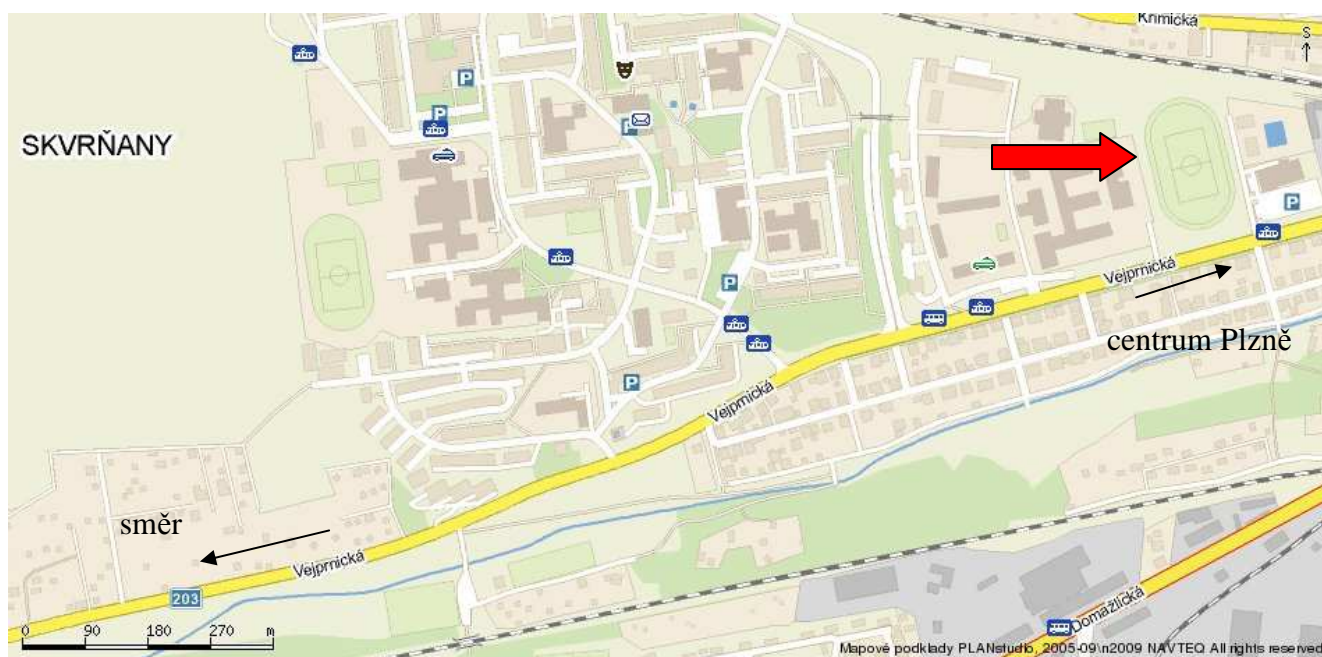 Křimická
S
P
SKVRŇANY
P
P
P
Vejprnická
centrum Plzně
P
P
Vejprnická
směr
Vejprnická
203
0 90 180 270 m
Domažlická
Mapové podklady PLANstudio, 2005-09\n2009 NAVTEQ All rights reserved